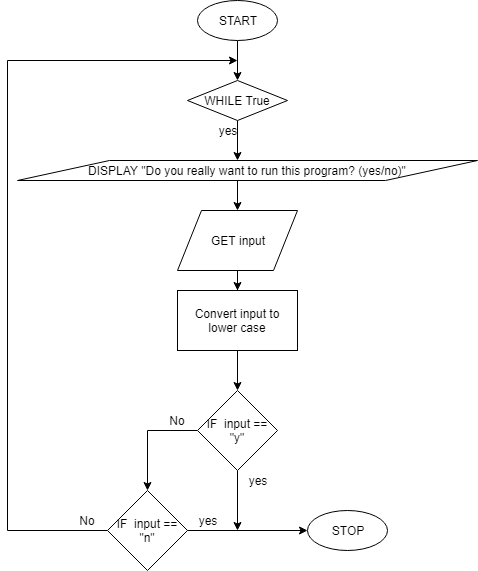 START
WHILE True
yes
DISPLAY "Do you really want to run this program? (yes/no)"
GET input
Convert input to
lower case
IF input ==
"y"
No
yes
IF input ==
"n"
No
yes
STOP